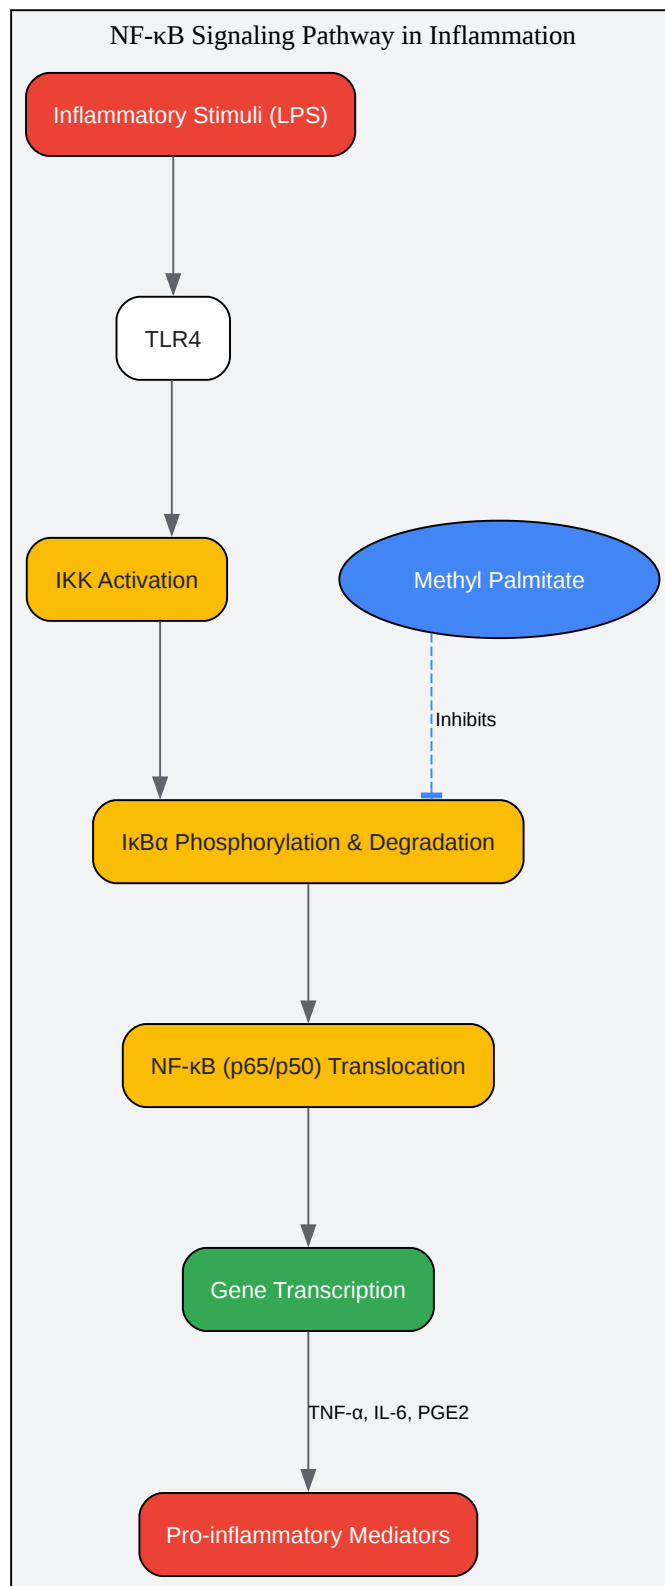 NF-κB Signaling Pathway in Inflammation
Inflammatory Stimuli (LPS)
TLR4
IKK Activation
Methyl Palmitate
Inhibits
IκBα Phosphorylation & Degradation
NF-κB (p65/p50) Translocation
Gene Transcription
TNF-α, IL-6, PGE2
Pro-inflammatory Mediators